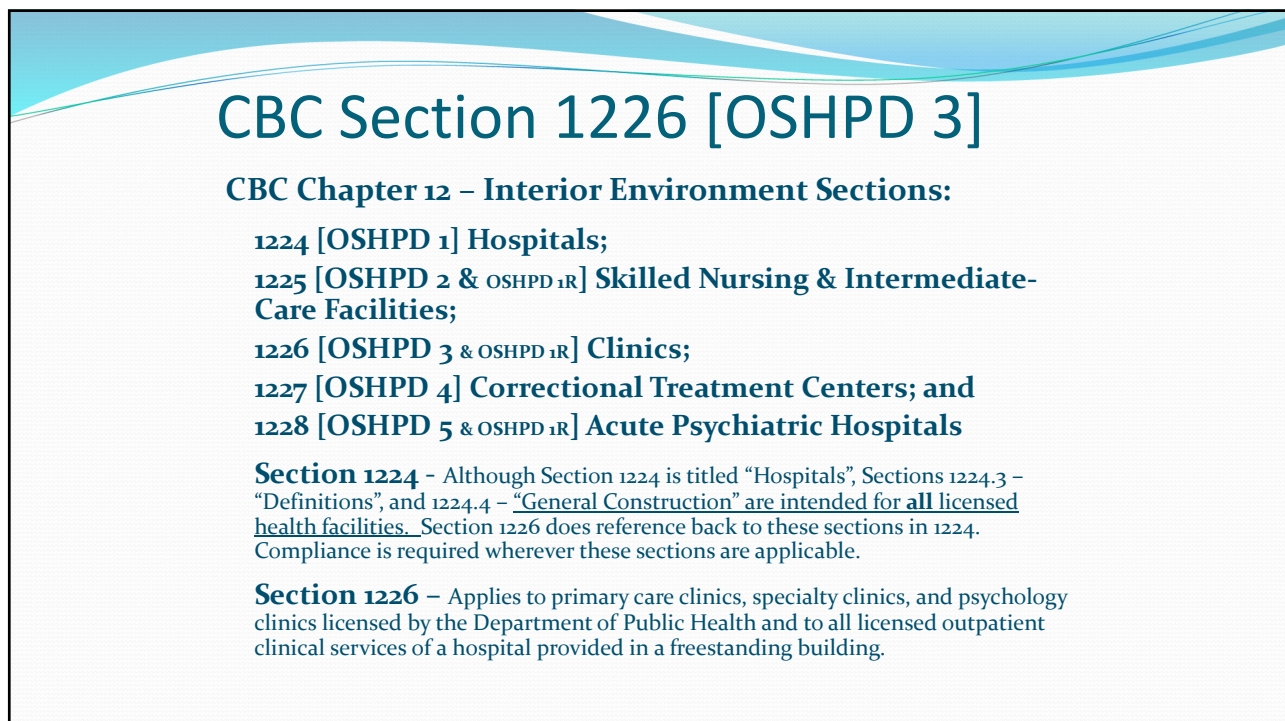 CBC Section 1226 [OSHPD 3]
CBC Chapter 12 – Interior Environment Sections:
1224 [OSHPD 1] Hospitals;
1225 [OSHPD 2 & OSHPD 1R] Skilled Nursing & Intermediate-
Care Facilities;
1226 [OSHPD 3 & OSHPD 1R] Clinics;
1227 [OSHPD 4] Correctional Treatment Centers; and
1228 [OSHPD 5 & OSHPD 1R] Acute Psychiatric Hospitals
Section 1224 - Although Section 1224 is titled “Hospitals”, Sections 1224.3 –
“Definitions”, and 1224.4 – “General Construction” are intended for all licensed
health facilities. Section 1226 does reference back to these sections in 1224.
Compliance is required wherever these sections are applicable.
Section 1226 – Applies to primary care clinics, specialty clinics, and psychology
clinics licensed by the Department of Public Health and to all licensed outpatient
clinical services of a hospital provided in a freestanding building.